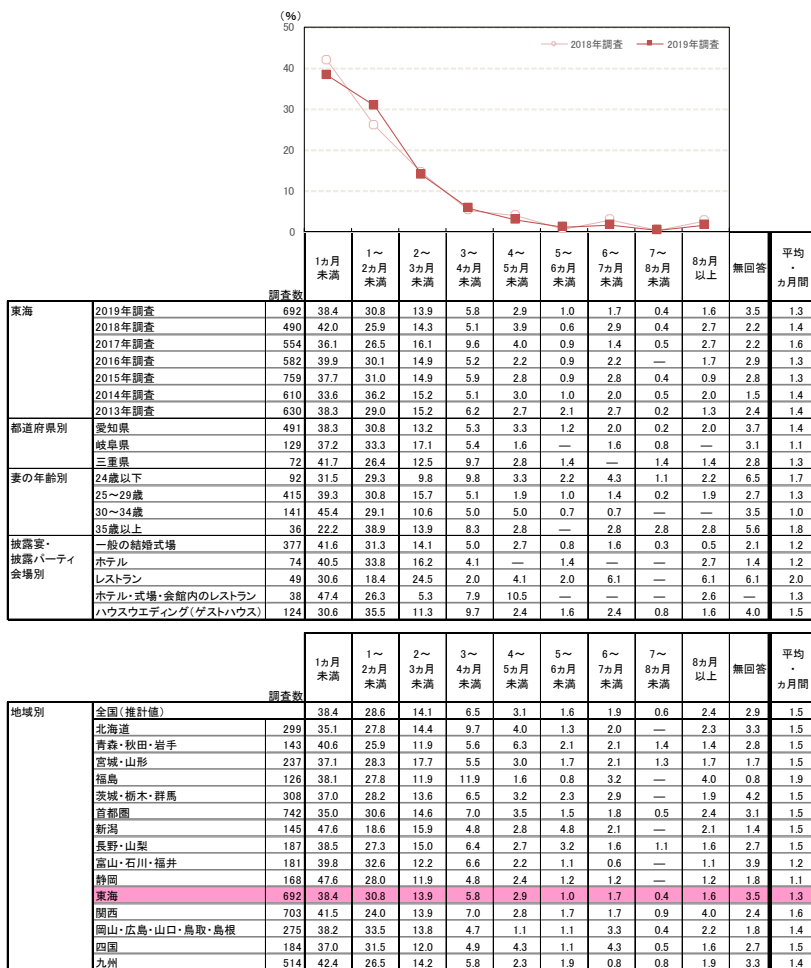 (%)
50
40
30
20
10
0
2018年調査 2019年調査
調査数 1ヵ月未満 1～2ヵ月未満 2～3ヵ月未満 3～4ヵ月未満 4～5ヵ月未満 5～6ヵ月未満 6～7ヵ月未満 7～8ヵ月未満 8ヵ月以上 無回答 平均・ヵ月間
東海 2019年調査 692 38.4 30.8 13.9 5.8 2.9 1.0 1.7 0.4 1.6 3.5 1.3
2018年調査 490 42.0 25.9 14.3 5.1 3.9 0.6 2.9 0.4 2.7 2.2 1.4
2017年調査 554 36.1 26.5 16.1 9.6 4.0 0.9 1.4 0.5 2.7 2.2 1.6
2016年調査 582 39.9 30.1 14.9 5.2 2.2 0.9 2.2 — 1.7 2.9 1.3
2015年調査 759 37.7 31.0 14.9 5.9 2.8 0.9 2.8 0.4 0.9 2.8 1.3
2014年調査 610 33.6 36.2 15.2 5.1 3.0 1.0 2.0 0.5 2.0 1.5 1.4
2013年調査 630 38.3 29.0 15.2 6.2 2.7 2.1 2.7 0.2 1.3 2.4 1.4
都道府県別 愛知県 491 38.3 30.8 13.2 5.3 3.3 1.2 2.0 0.2 2.0 3.7 1.4
岐阜県 129 37.2 33.3 17.1 5.4 1.6 — 1.6 0.8 — 3.1 1.1
三重県 72 41.7 26.4 12.5 9.7 2.8 1.4 — 1.4 1.4 2.8 1.3
妻の年齢別 24歳以下 92 31.5 29.3 9.8 9.8 3.3 2.2 4.3 1.1 2.2 6.5 1.7
25～29歳 415 39.3 30.8 15.7 5.1 1.9 1.0 1.4 0.2 1.9 2.7 1.3
30～34歳 141 45.4 29.1 10.6 5.0 5.0 0.7 0.7 — — 3.5 1.0
35歳以上 36 22.2 38.9 13.9 8.3 2.8 — 2.8 2.8 2.8 5.6 1.8
披露宴・披露パーティ会場別 一般の結婚式場 377 41.6 31.3 14.1 5.0 2.7 0.8 1.6 0.3 0.5 2.1 1.2
ホテル 74 40.5 33.8 16.2 4.1 — 1.4 — — 2.7 1.4 1.2
レストラン 49 30.6 18.4 24.5 2.0 4.1 2.0 6.1 — 6.1 6.1 2.0
ホテル・式場・会館内のレストラン 38 47.4 26.3 5.3 7.9 10.5 — — — 2.6 — 1.3
ハウスウエディング(ゲストハウス) 124 30.6 35.5 11.3 9.7 2.4 1.6 2.4 0.8 1.6 4.0 1.5
調査数 1ヵ月未満 1～2ヵ月未満 2～3ヵ月未満 3～4ヵ月未満 4～5ヵ月未満 5～6ヵ月未満 6～7ヵ月未満 7～8ヵ月未満 8ヵ月以上 無回答 平均・ヵ月間
地域別 全国(推計値) 38.4 28.6 14.1 6.5 3.1 1.6 1.9 0.6 2.4 2.9 1.5
北海道 299 35.1 27.8 14.4 9.7 4.0 1.3 2.0 — 2.3 3.3 1.5
青森・秋田・岩手 143 40.6 25.9 11.9 5.6 6.3 2.1 2.1 1.4 1.4 2.8 1.5
宮城・山形 237 37.1 28.3 17.7 5.5 3.0 1.7 2.1 1.3 1.7 1.7 1.5
福島 126 38.1 27.8 11.9 11.9 1.6 0.8 3.2 — 4.0 0.8 1.9
茨城・栃木・群馬 308 37.0 28.2 13.6 6.5 3.2 2.3 2.9 — 1.9 4.2 1.5
首都圏 742 35.0 30.6 14.6 7.0 3.5 1.5 1.8 0.5 2.4 3.1 1.5
新潟 145 47.6 18.6 15.9 4.8 2.8 4.8 2.1 — 2.1 1.4 1.5
長野・山梨 187 38.5 27.3 15.0 6.4 2.7 3.2 1.6 1.1 1.6 2.7 1.5
富山・石川・福井 181 39.8 32.6 12.2 6.6 2.2 1.1 0.6 — 1.1 3.9 1.2
静岡 168 47.6 28.0 11.9 4.8 2.4 1.2 1.2 — 1.2 1.8 1.1
東海 692 38.4 30.8 13.9 5.8 2.9 1.0 1.7 0.4 1.6 3.5 1.3
関西 703 41.5 24.0 13.9 7.0 2.8 1.7 1.7 0.9 4.0 2.4 1.6
岡山・広島・山口・鳥取・島根 275 38.2 33.5 13.8 4.7 1.1 1.1 3.3 0.4 2.2 1.8 1.4
四国 184 37.0 31.5 12.0 4.9 4.3 1.1 4.3 0.5 1.6 2.7 1.5
九州 514 42.4 26.5 14.2 5.8 2.3 1.9 0.8 0.8 1.9 3.3 1.4